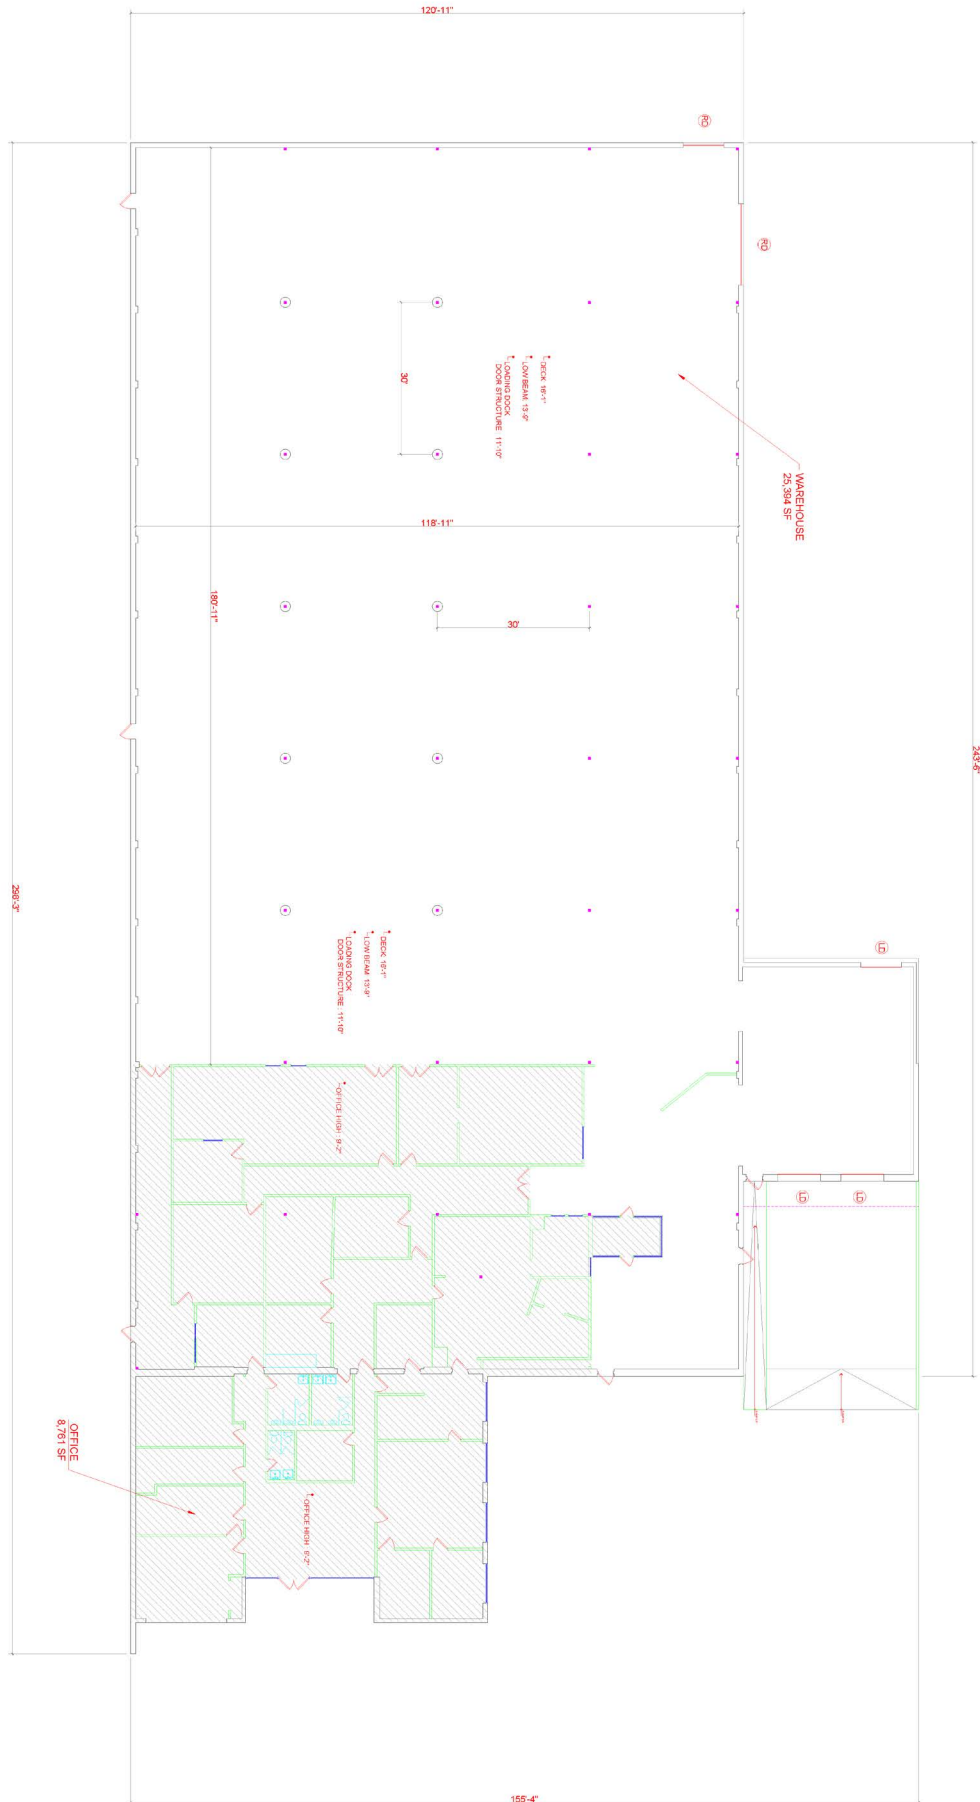 120'-11"
RD
RD
DECK: 16'-1"
LOW BEAM: 13'-9"
LOADING DOCK
DOOR STRUCTURE : 11'-10"
30'
WAREHOUSE
25,394 SF
118'-11"
180'-11"
30'
243'-6"
298'-3"
LD
DECK: 16'-1"
LOW BEAM: 13'-9"
LOADING DOCK
DOOR STRUCTURE : 11'-10"
OFFICE HIGH : 8'-2"
LD
LD
OFFICE
8,761 SF
OFFICE HIGH : 9'-2"
155'-4"